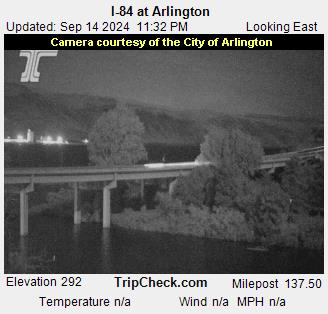 I-84 at Arlington
Updated: Sep 14 2024 11:32 PM Looking East
Camera courtesy of the City of Arlington
Elevation 292 TripCheck.com Milepost 137.50
Temperature n/a Wind n/a MPH n/a